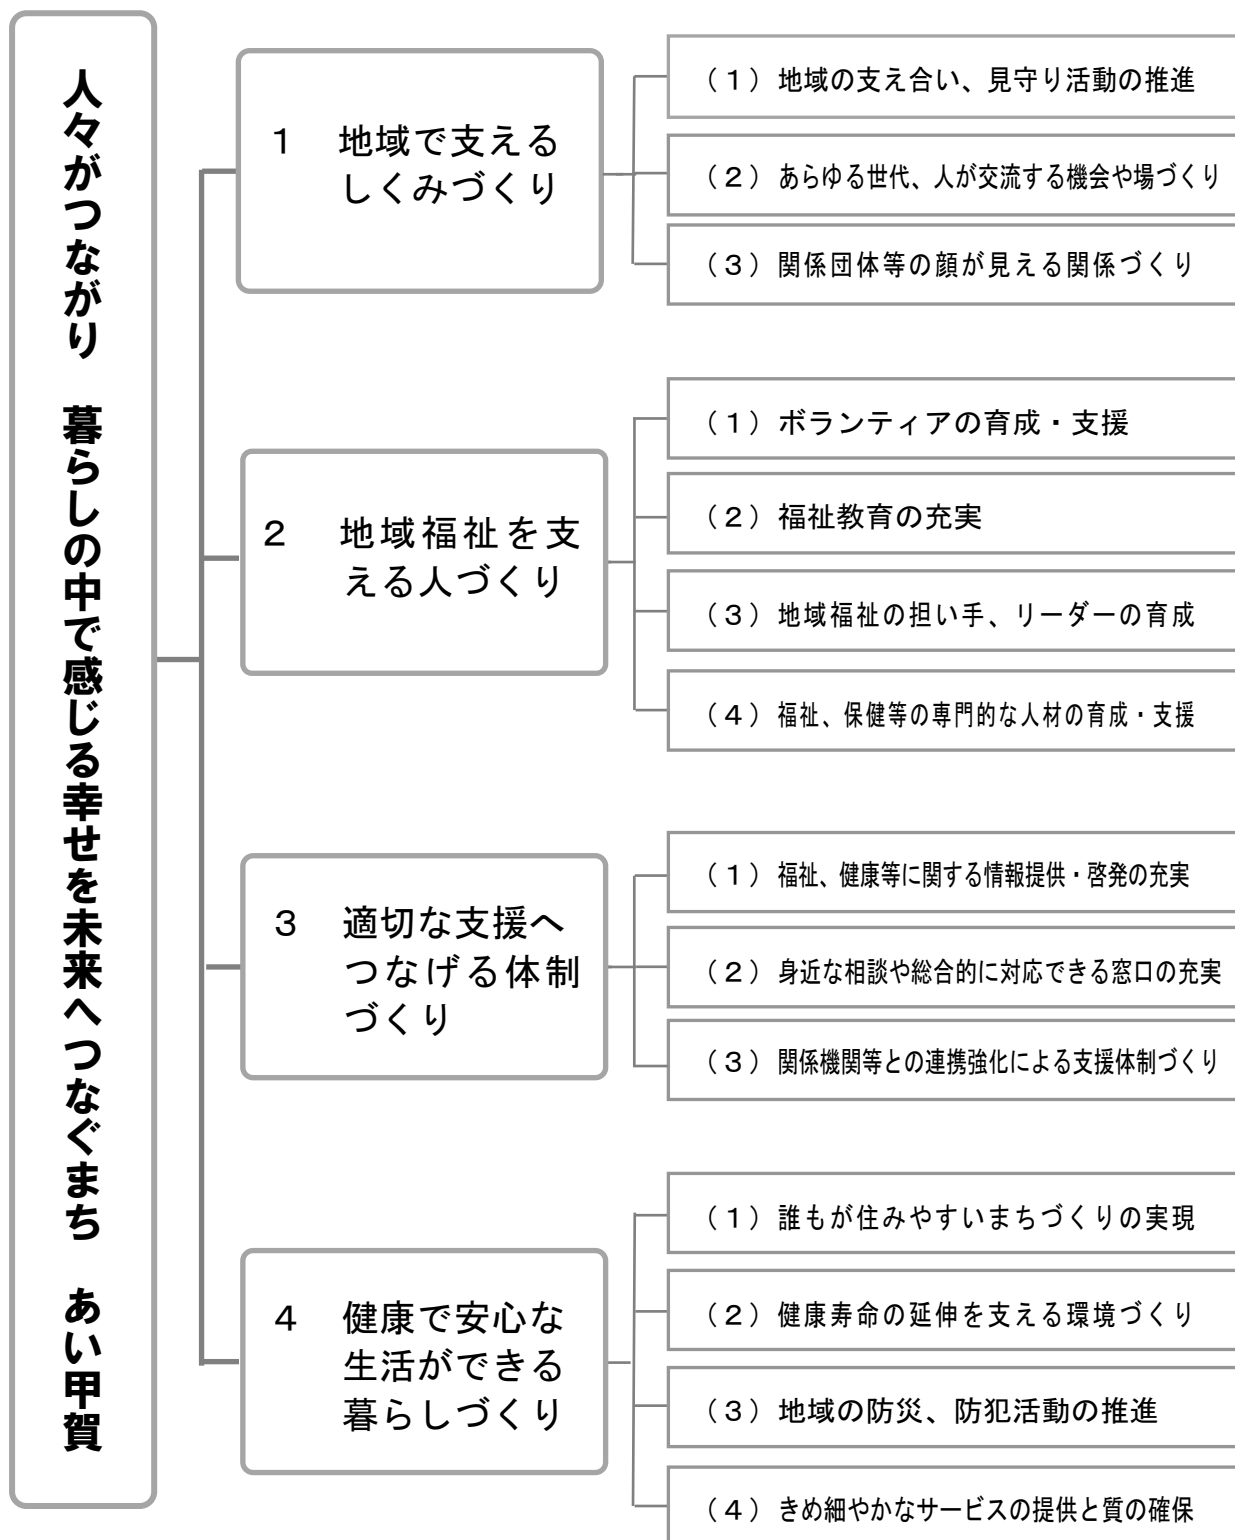 人々がつながり　暮らしの中で感じる幸せを未来へつなぐまち　あい甲賀
１　地域で支える
しくみづくり
（１）地域の支え合い、見守り活動の推進
（２）あらゆる世代、人が交流する機会や場づくり
（３）関係団体等の顔が見える関係づくり
２　地域福祉を支
える人づくり
（１）ボランティアの育成・支援
（２）福祉教育の充実
（３）地域福祉の担い手、リーダーの育成
（４）福祉、保健等の専門的な人材の育成・支援
３　適切な支援へ
つなげる体制
づくり
（１）福祉、健康等に関する情報提供・啓発の充実
（２）身近な相談や総合的に対応できる窓口の充実
（３）関係機関等との連携強化による支援体制づくり
４　健康で安心な
生活ができる
暮らしづくり
（１）誰もが住みやすいまちづくりの実現
（２）健康寿命の延伸を支える環境づくり
（３）地域の防災、防犯活動の推進
（４）きめ細やかなサービスの提供と質の確保